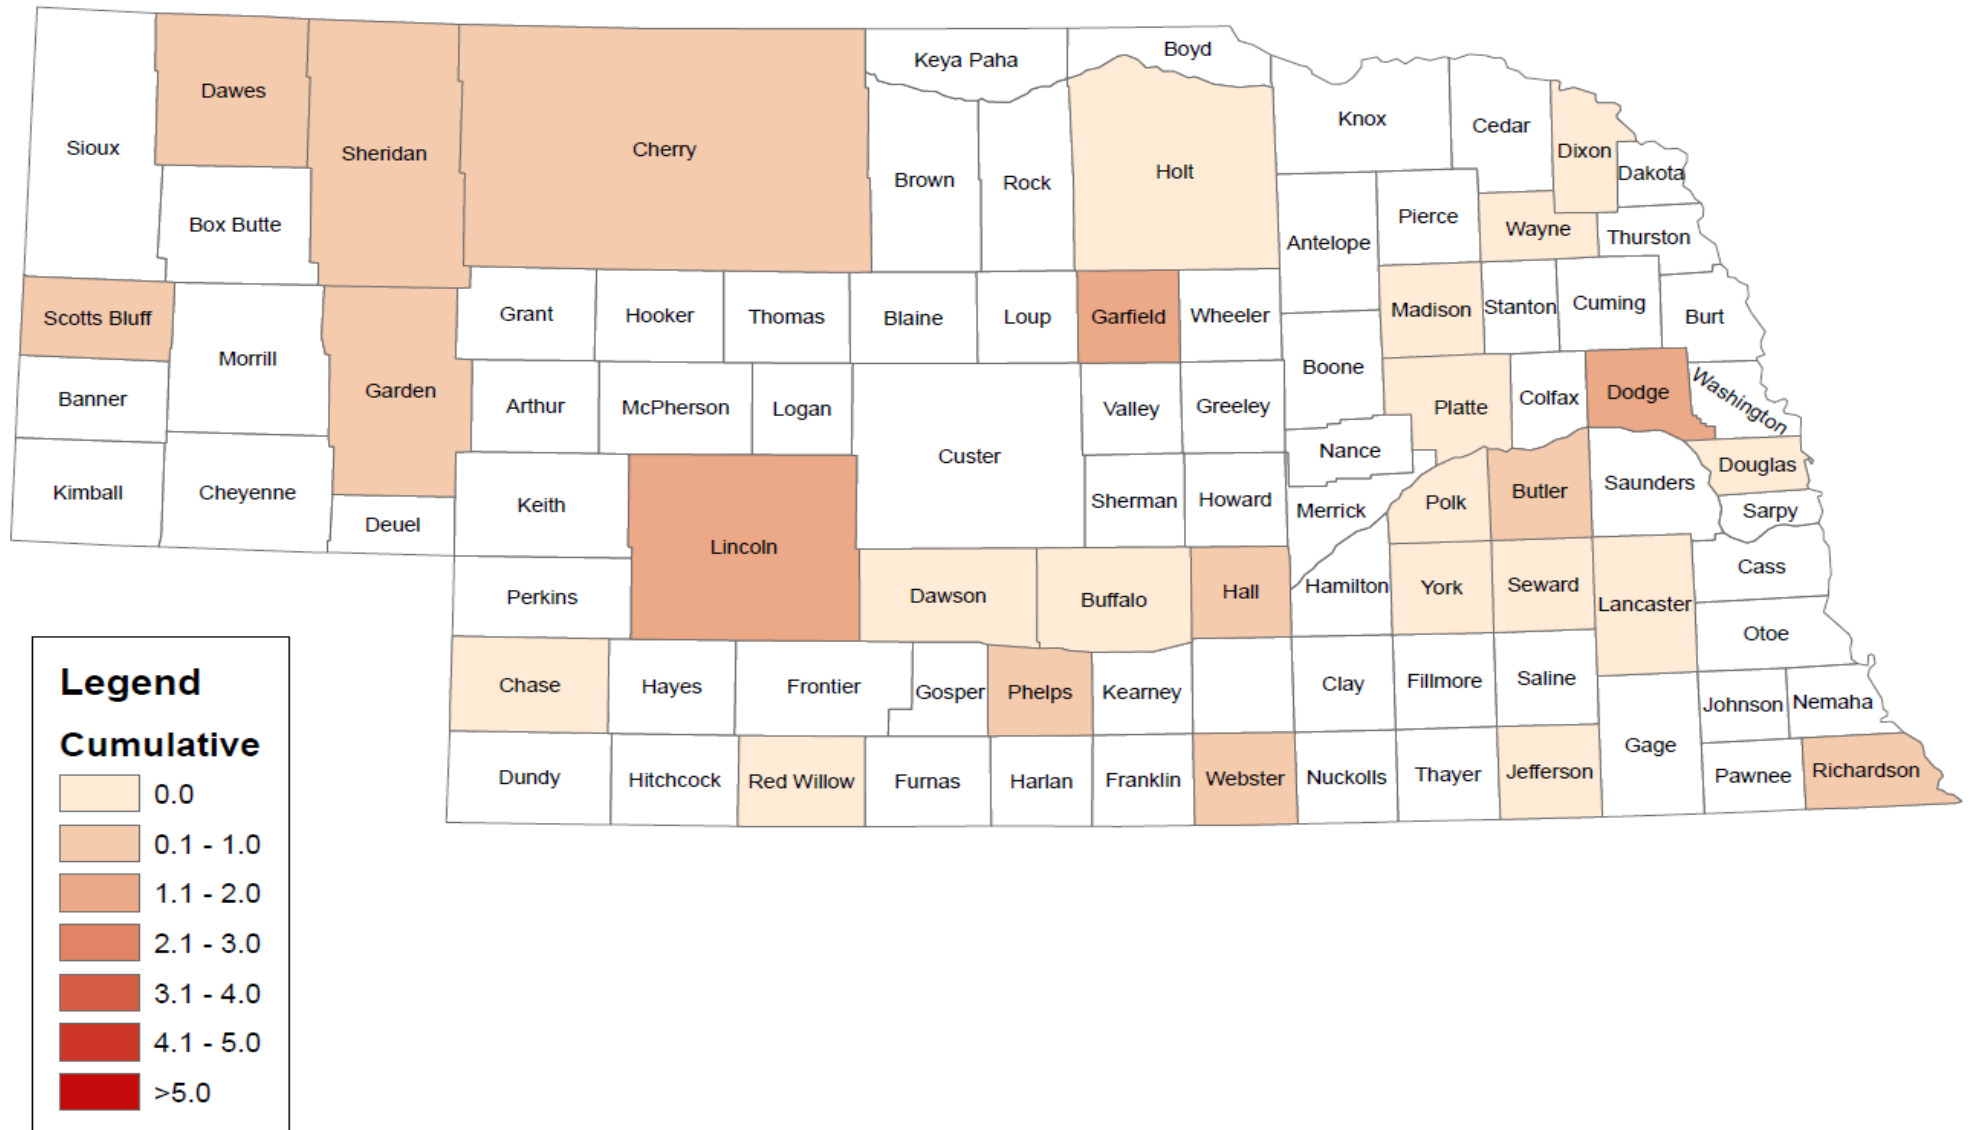 Keya Paha
Boyd
Dawes
Sioux
Sheridan
Cherry
Knox
Cedar
Dixon
Dakota
Brown
Rock
Holt
Box Butte
Antelope
Pierce
Wayne
Thurston
Scotts Bluff
Morrill
Garden
Grant
Hooker
Thomas
Blaine
Loup
Garfield
Wheeler
Madison
Stanton
Cuming
Burt
Banner
Arthur
McPherson
Logan
Custer
Valley
Greeley
Boone
Platte
Colfax
Dodge
Washington
Kimball
Cheyenne
Deuel
Keith
Lincoln
Sherman
Howard
Nance
Merrick
Polk
Butler
Saunders
Douglas
Sarpy
Perkins
Dawson
Buffalo
Hall
Hamilton
York
Seward
Lancaster
Cass
Otoe
Chase
Hayes
Frontier
Gosper
Phelps
Kearney
Clay
Fillmore
Saline
Gage
Johnson
Nemaha
Dundy
Hitchcock
Red Willow
Furnas
Harlan
Franklin
Webster
Nuckolls
Thayer
Jefferson
Pawnee
Richardson
Legend
Cumulative
0.0
0.1 - 1.0
1.1 - 2.0
2.1 - 3.0
3.1 - 4.0
4.1 - 5.0
>5.0